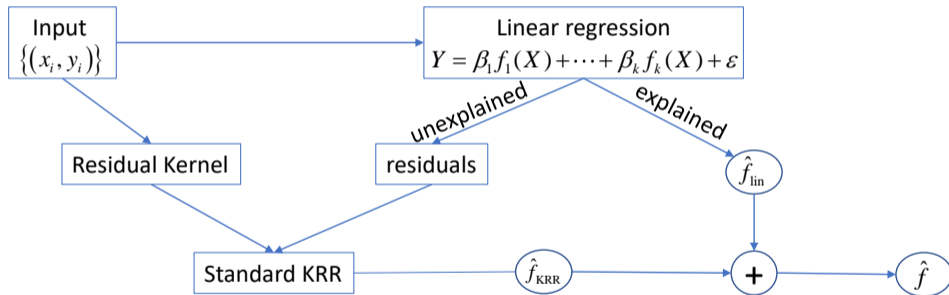 Input
{(x_i, y_i)}
Linear regression
Y = β_1 f_1(X) + ⋯ + β_k f_k(X) + ε
unexplained
explained
Residual Kernel
residuals
f̂_lin
Standard KRR
f̂_KRR
+
f̂